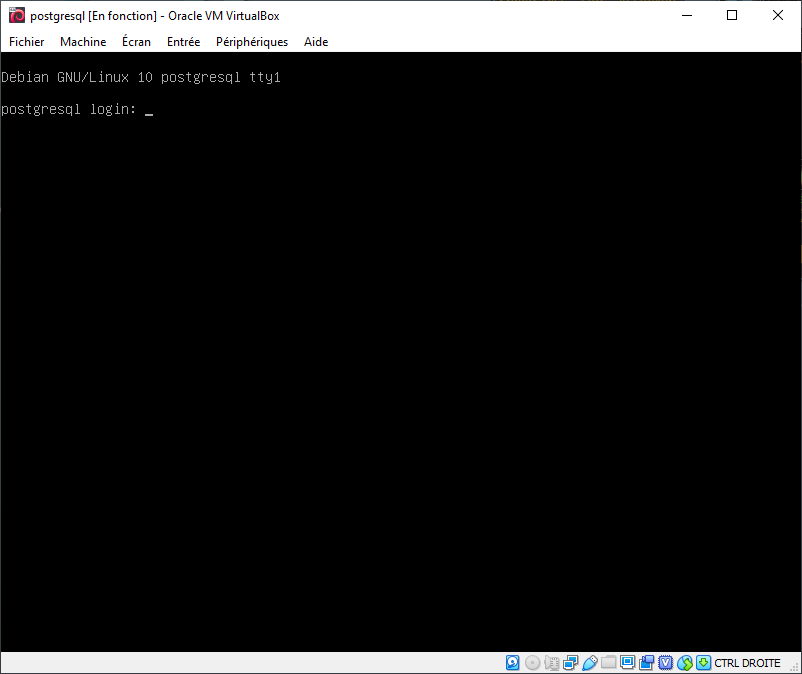 postgresql [En fonction] - Oracle VM VirtualBox
Fichier Machine Écran Entrée Périphériques Aide
Debian GNU/Linux 10 postgresql tty1
postgresql login: _
CTRL DROITE